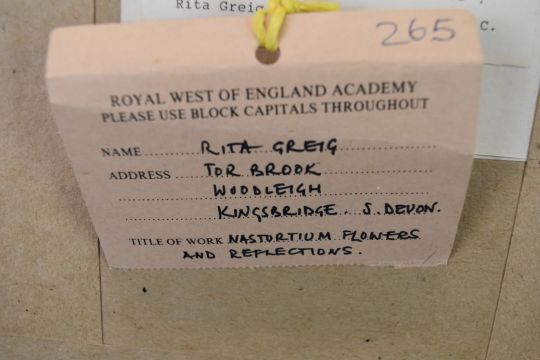 Rita Greig
C.
265
ROYAL WEST OF ENGLAND ACADEMY
PLEASE USE BLOCK CAPITALS THROUGHOUT
NAME RITA GREIG
ADDRESS TOR BROOK
WOODLEIGH
KINGSBRIDGE. S. DEVON.
TITLE OF WORK NASTORTIUM FLOWERS
AND REFLECTIONS.